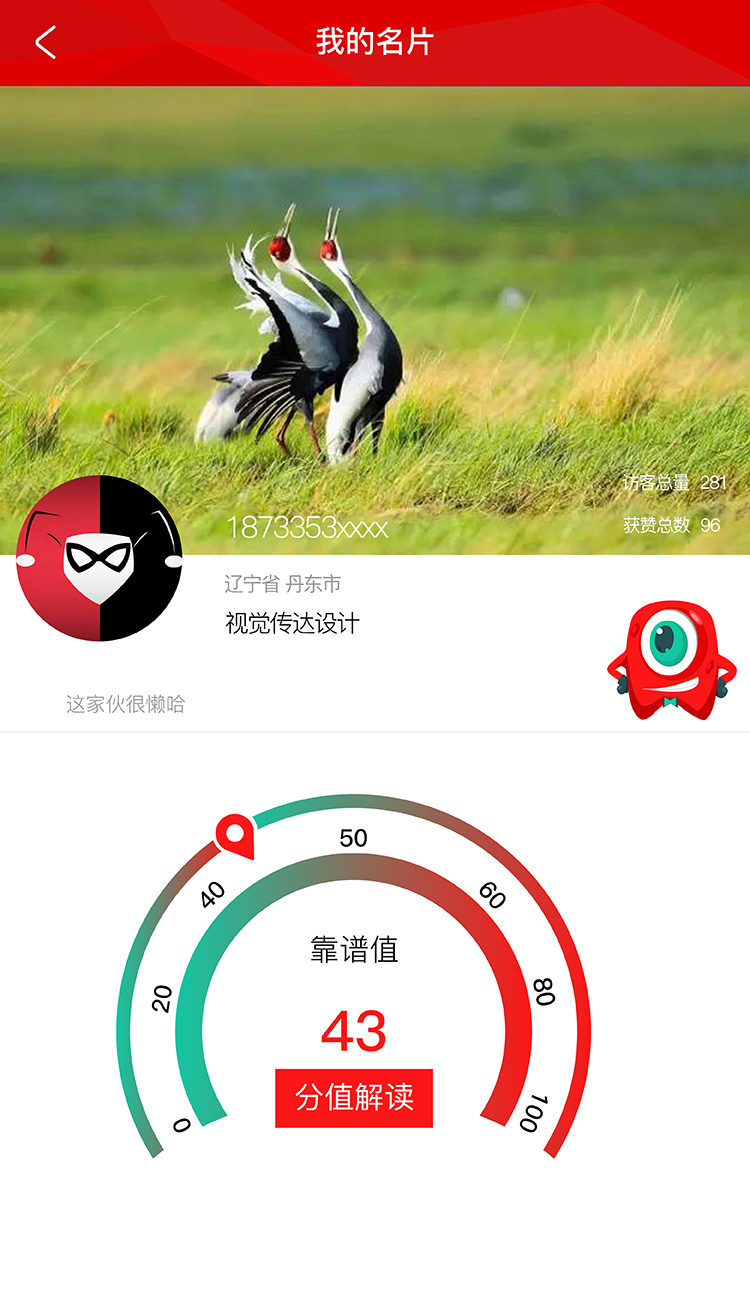 我的名片
访客总量 281
1873353xxxx
获赞总数 96
辽宁省 丹东市
视觉传达设计
这家伙很懒哈
0
20
40
50
60
80
100
靠谱值
43
分值解读